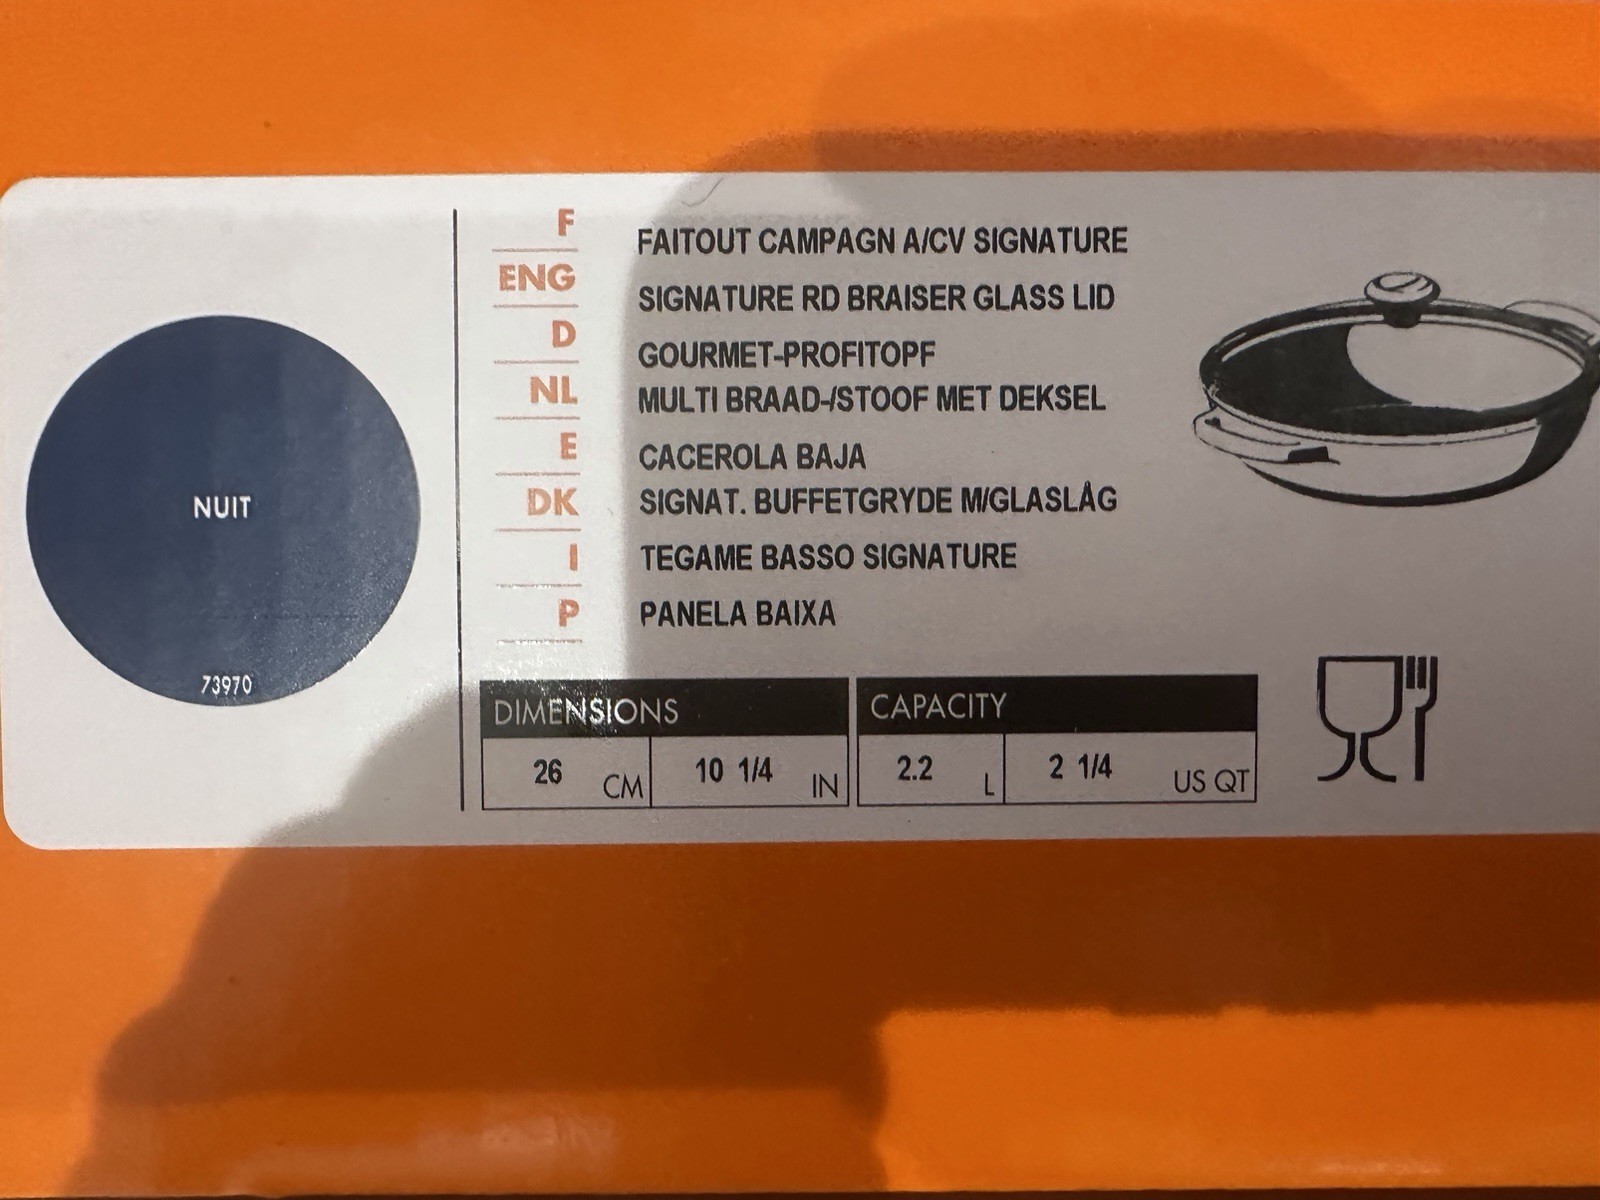 NUIT
73970
F FAITOUT CAMPAGN A/CV SIGNATURE
ENG SIGNATURE RD BRAISER GLASS LID
D GOURMET-PROFITOPF
NL MULTI BRAAD-/STOOF MET DEKSEL
E CACEROLA BAJA
DK SIGNAT. BUFFETGRYDE M/GLASLÅG
I TEGAME BASSO SIGNATURE
P PANELA BAIXA
DIMENSIONS CAPACITY
26 CM 10 1/4 IN 2.2 L 2 1/4 US QT